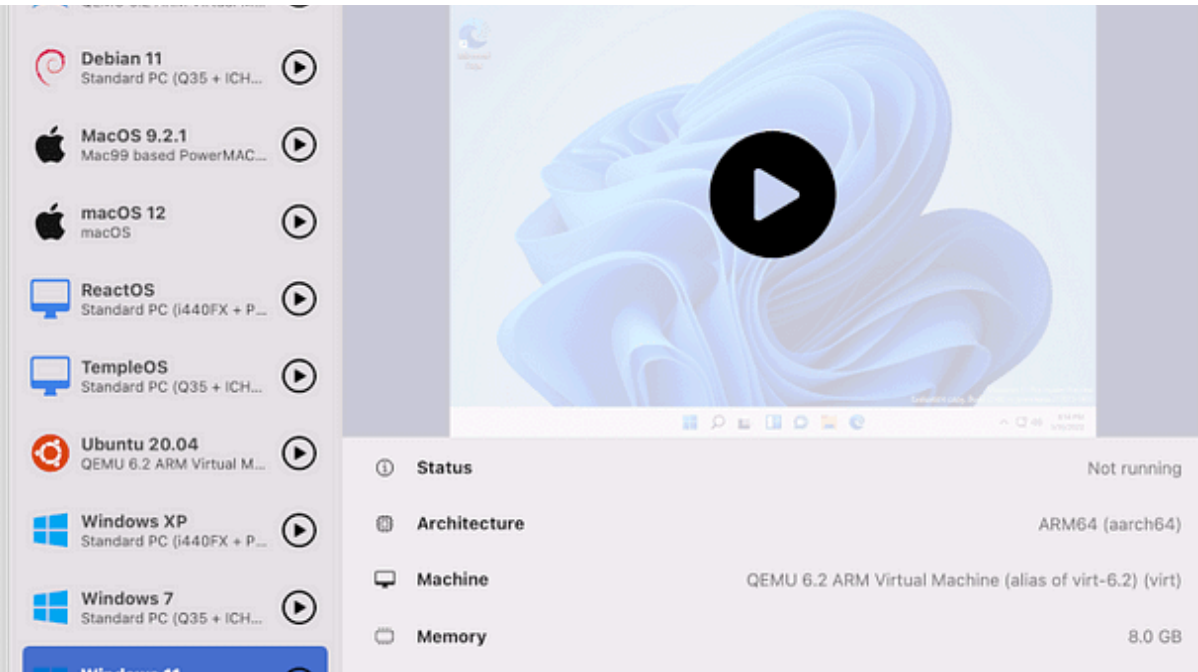 Debian 11
Standard PC (Q35 + ICH...
MacOS 9.2.1
Mac99 based PowerMAC...
macOS 12
macOS
ReactOS
Standard PC (i440FX + P...
TempleOS
Standard PC (Q35 + ICH...
Ubuntu 20.04
QEMU 6.2 ARM Virtual M...
Windows XP
Standard PC (i440FX + P...
Windows 7
Standard PC (Q35 + ICH...
Windows 11
Status
Not running
Architecture
ARM64 (aarch64)
Machine
QEMU 6.2 ARM Virtual Machine (alias of virt-6.2) (virt)
Memory
8.0 GB